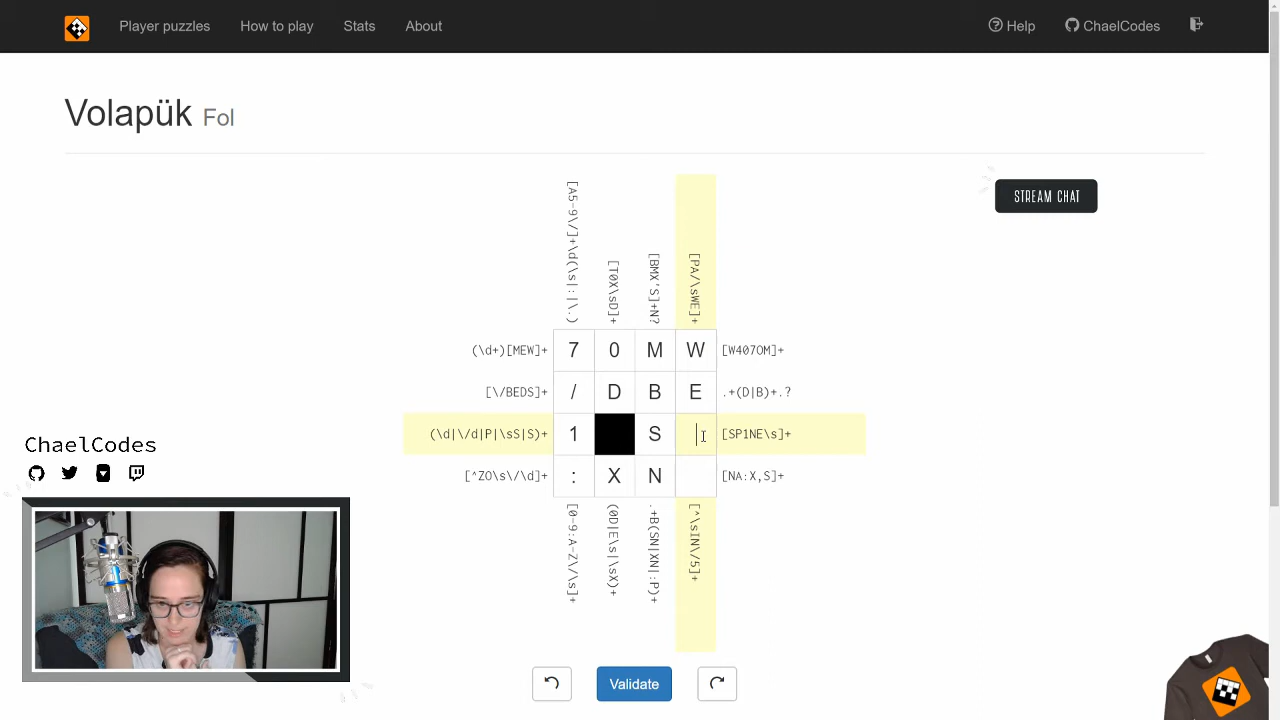 Player puzzles How to play Stats About Help ChaelCodes
Volapük Fol
STREAM CHAT
[A5-9\/]+\d(\s|:|\.)
[T0X\sD]+
[BMX'S]+N?
[PA/\sWE]+
(\d+)[MEW]+ 7 0 M W [W407OM]+
[\/BEDS]+ / D B E .+(D|B)+.?
(\d|\/d|P|\sS|S)+ 1 S [SP1NE\s]+
[^ZO\s\/\d]+ : X N [NA:X,S]+
[0-9:A-Z\/\s]+
(0D|E\s|\sX)+
.+B(SN|XN|:P)+
[^\sIN\/5]+
ChaelCodes
Validate